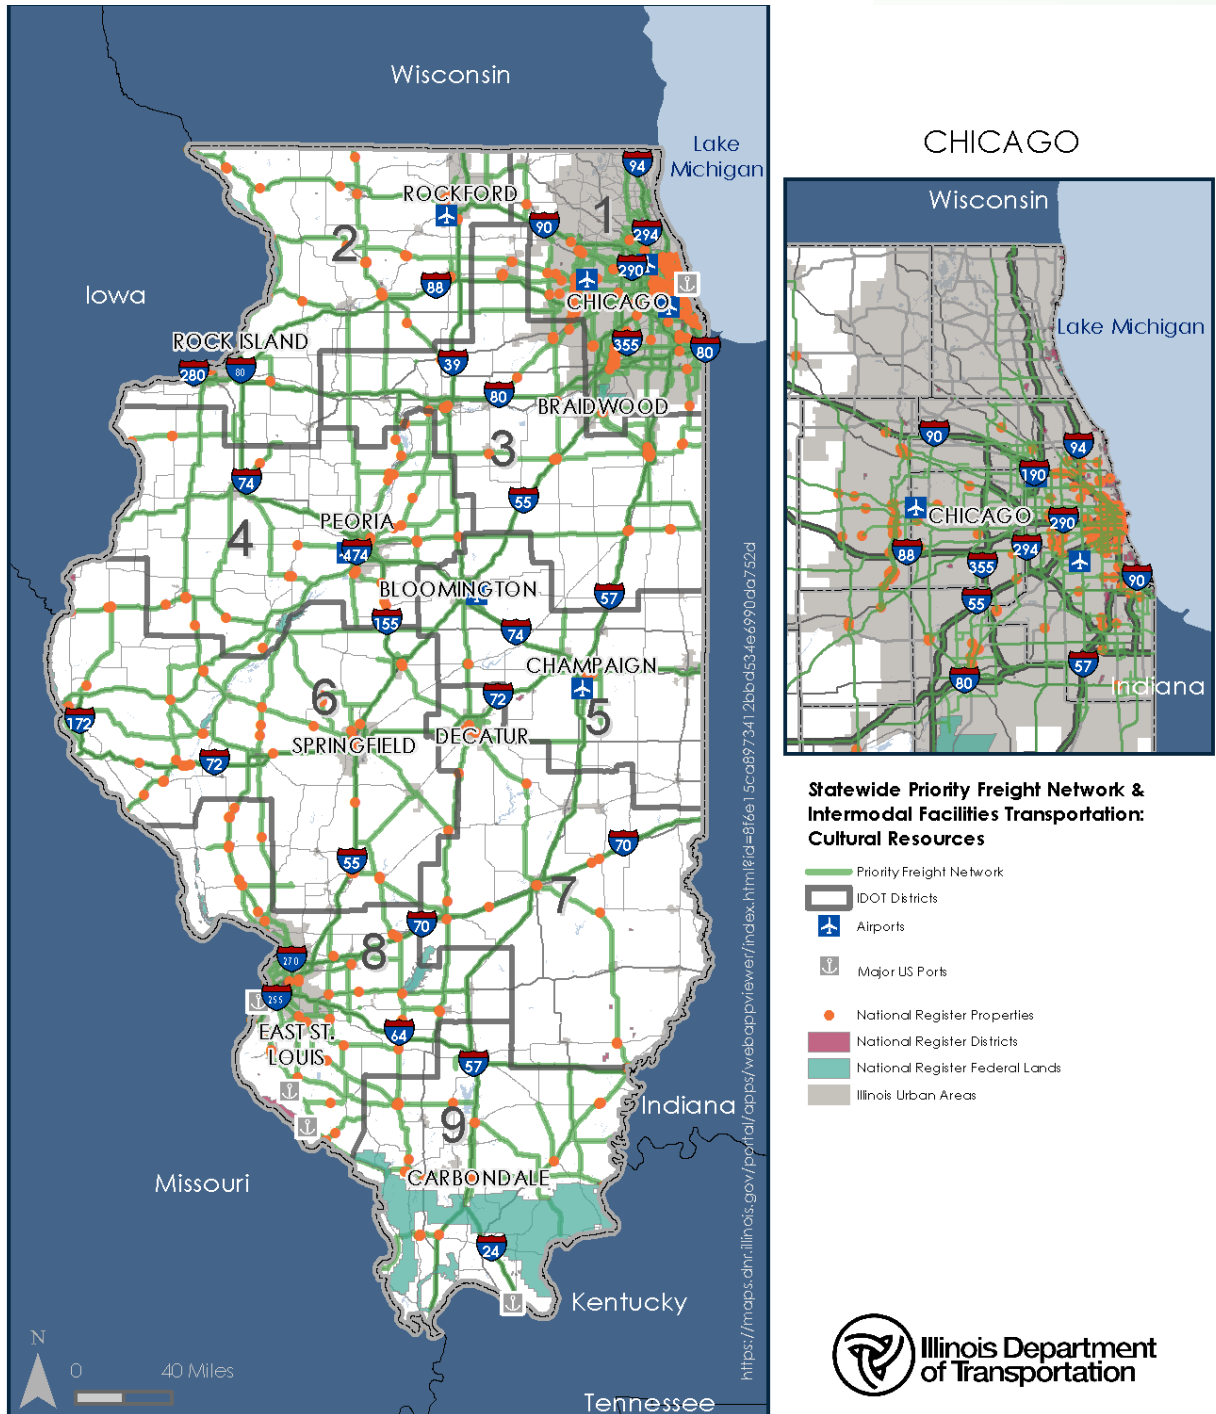 Wisconsin
Lake
Michigan
94
ROCKFORD
1
90
294
2
290
88
Iowa
CHICAGO
ROCK ISLAND
355
80
280
80
39
80
BRAIDWOOD
3
74
55
PEORIA
4
474
BLOOMINGTON
57
155
74
CHAMPAIGN
6
72
5
172
SPRINGFIELD
DECATUR
72
70
55
7
70
8
270
255
EAST ST.
LOUIS
64
57
Indiana
9
Missouri
CARBONDALE
24
Kentucky
N
0
40 Miles
Tennessee
https://maps.dnr.illinois.gov/portal/apps/webappviewer/index.html?id=8f6e15ca8973412bbd534e6990da752d
CHICAGO
Wisconsin
Lake Michigan
90
94
190
CHICAGO
290
88
294
355
90
55
57
80
Indiana
Statewide Priority Freight Network &
Intermodal Facilities Transportation:
Cultural Resources
Priority Freight Network
IDOT Districts
Airports
Major US Ports
National Register Properties
National Register Districts
National Register Federal Lands
Illinois Urban Areas
Illinois Department
of Transportation